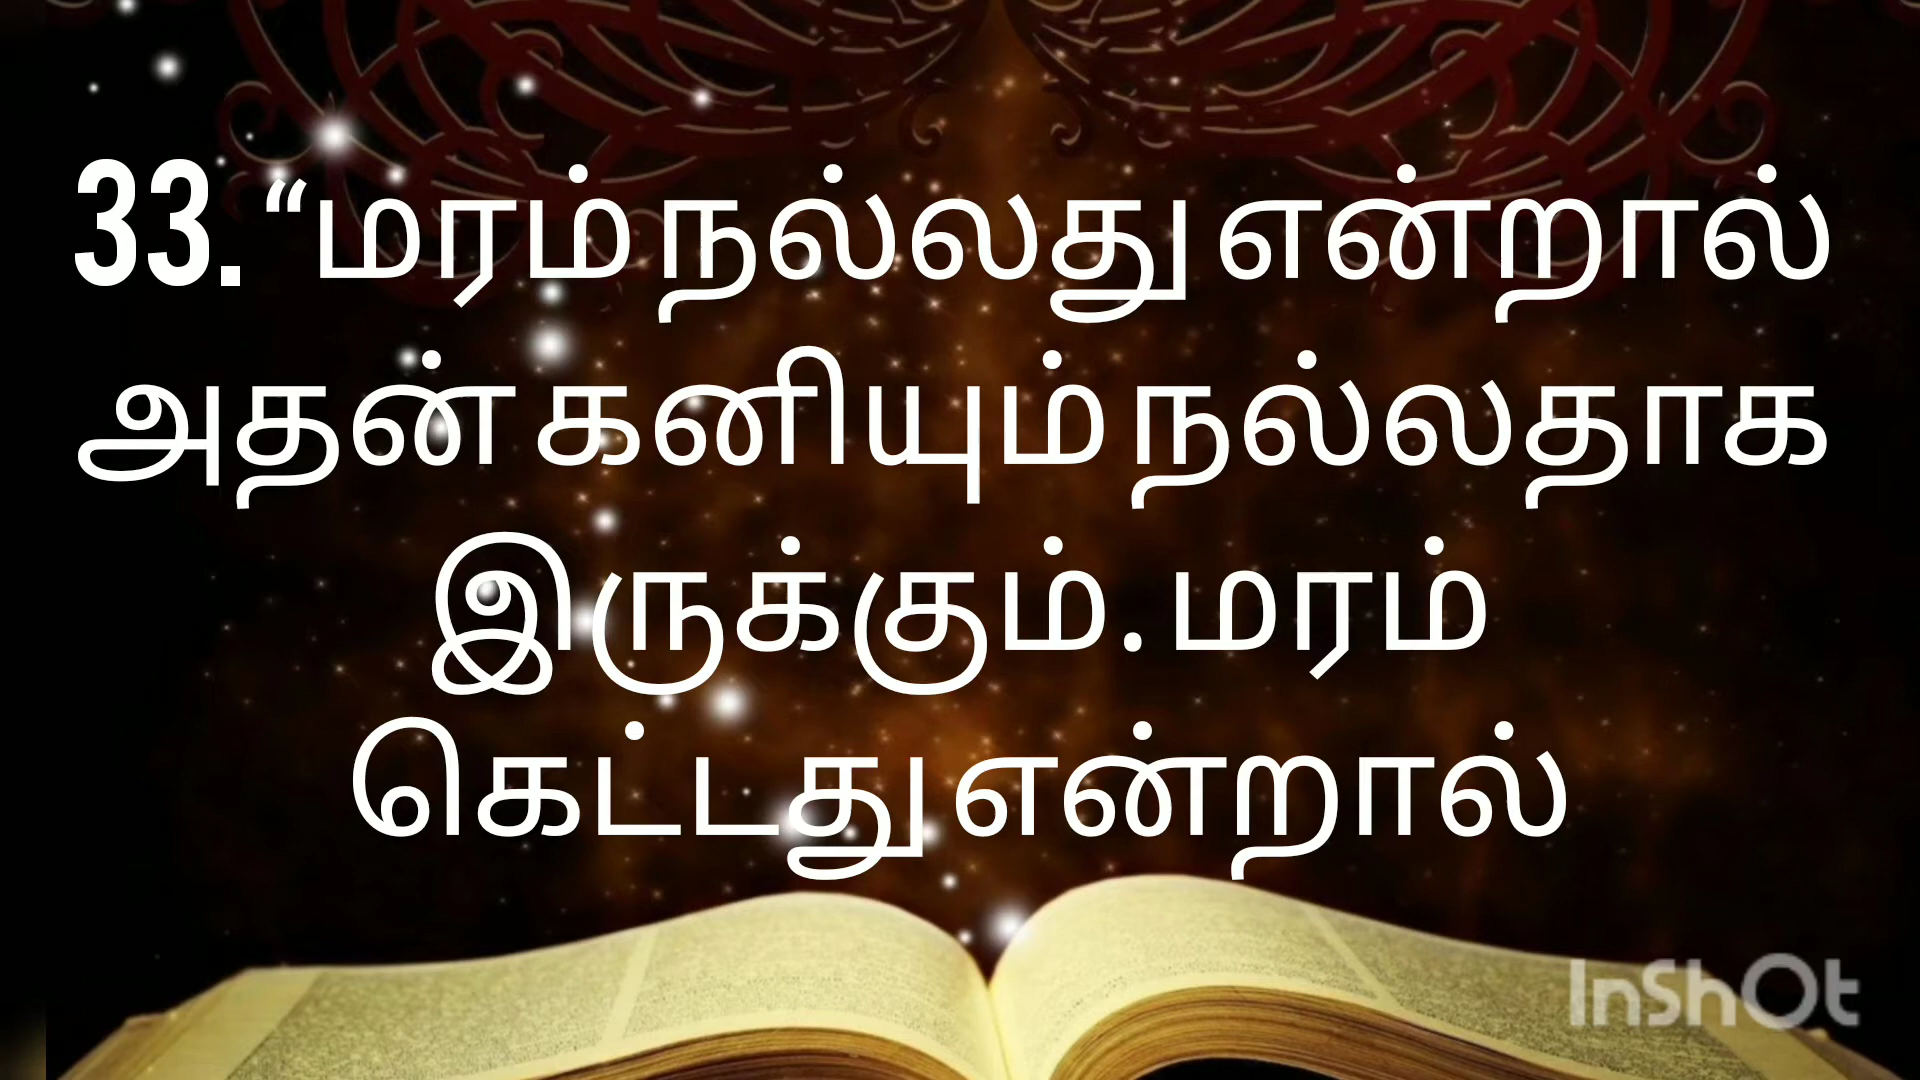 33. “மரம் நல்லது என்றால்
அதன் கனியும் நல்லதாக
இருக்கும். மரம்
கெட்டது என்றால்
InShOt